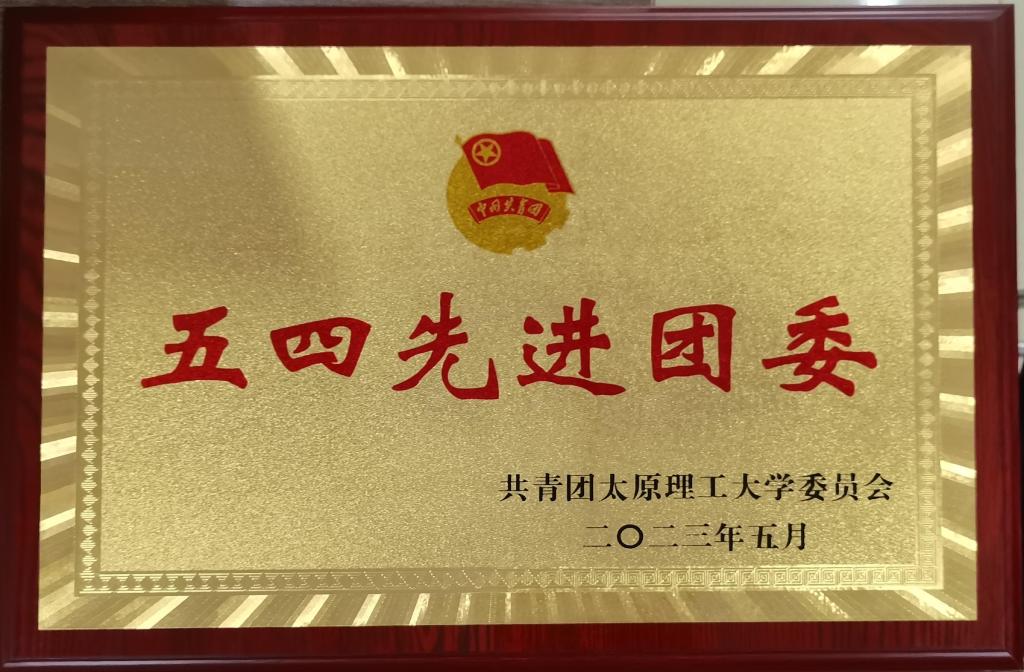 中国共青团
五四先进团委
共青团太原理工大学委员会
二〇二三年五月